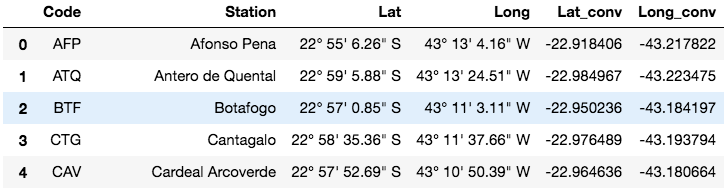 Code Station Lat Long Lat_conv Long_conv
0 AFP Afonso Pena 22° 55' 6.26" S 43° 13' 4.16" W -22.918406 -43.217822
1 ATQ Antero de Quental 22° 59' 5.88" S 43° 13' 24.51" W -22.984967 -43.223475
2 BTF Botafogo 22° 57' 0.85" S 43° 11' 3.11" W -22.950236 -43.184197
3 CTG Cantagalo 22° 58' 35.36" S 43° 11' 37.66" W -22.976489 -43.193794
4 CAV Cardeal Arcoverde 22° 57' 52.69" S 43° 10' 50.39" W -22.964636 -43.180664